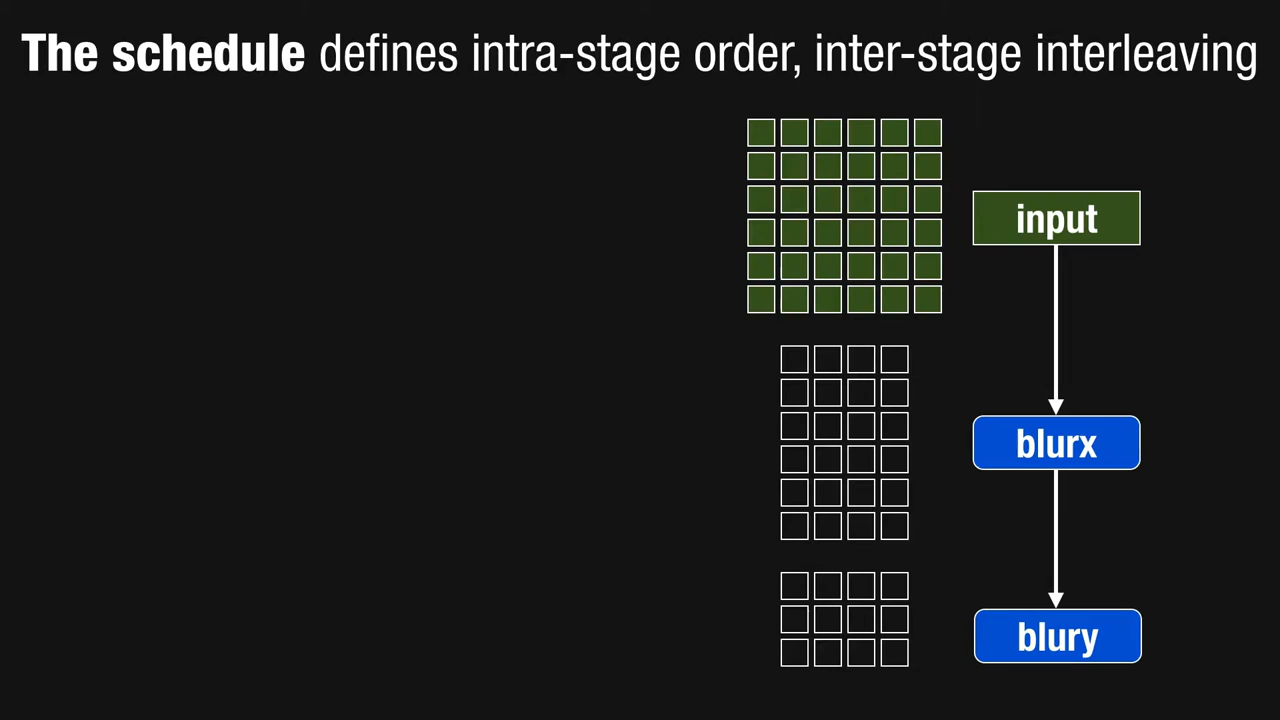 The schedule defines intra-stage order, inter-stage interleaving
input
blurx
blury